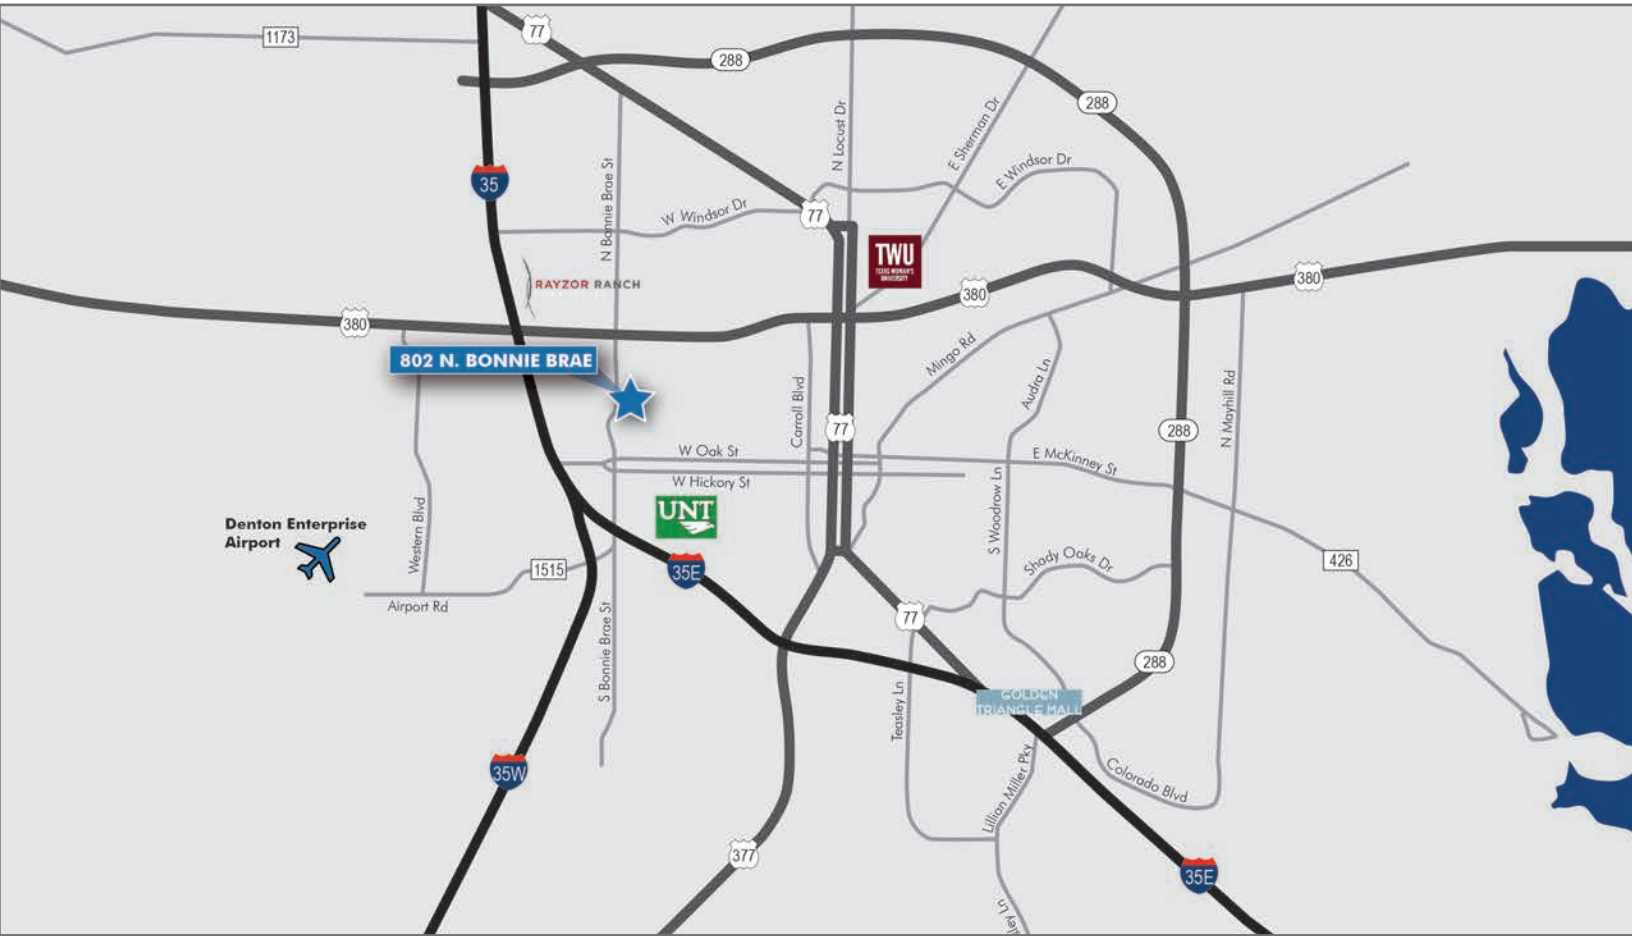 77
1173
288
288
N Locust Dr
E Sherman Dr
E Windsor Dr
35
N Bonnie Brae St
W Windsor Dr
77
TWU
TEXAS WOMAN'S
UNIVERSITY
RAYZOR RANCH
380
380
380
802 N. BONNIE BRAE
Mingo Rd
Audra Ln
Carroll Blvd
N Mayhill Rd
77
288
W Oak St
E McKinney St
W Hickory St
S Woodrow Ln
UNT
Western Blvd
Denton Enterprise
Airport
1515
35E
Shady Oaks Dr
426
Airport Rd
77
S Bonnie Brae St
288
GOLDEN
TRIANGLE MALL
Teasley Ln
35W
Lillian Miller Pky
Colorado Blvd
377
35E
sley Ln